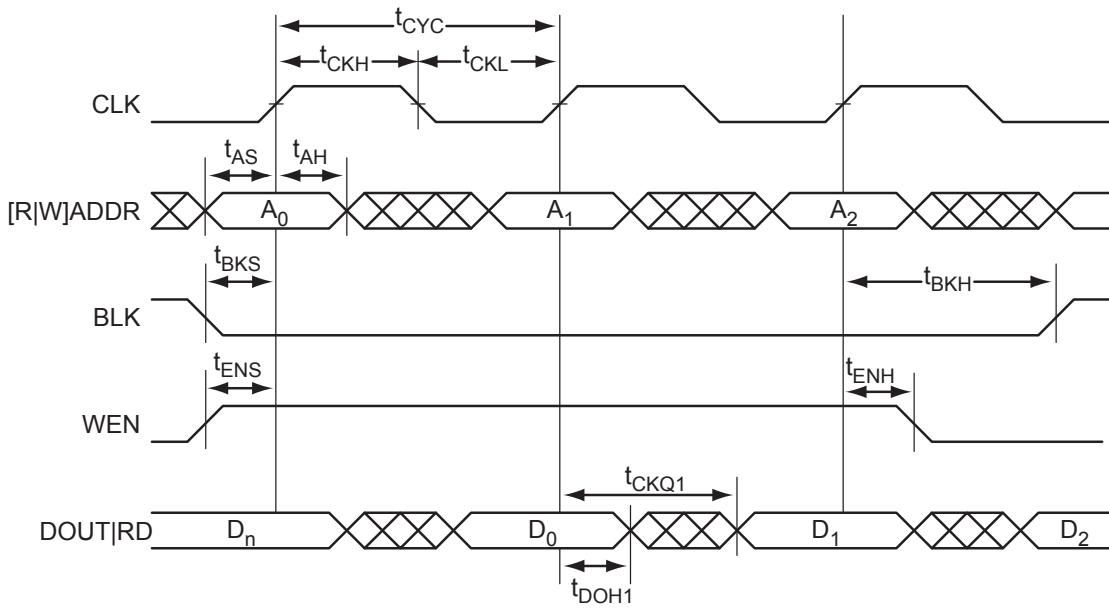 tCYC
tCKH tCKL
CLK
tAS tAH
[R|W]ADDR A0 A1 A2
tBKS tBKH
BLK
tENS tENH
WEN
tCKQ1
DOUT|RD Dn D0 D1 D2
tDOH1